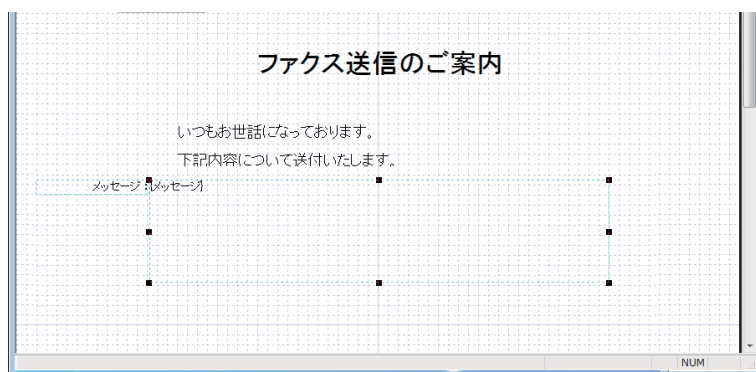 ファクス送信のご案内
いつもお世話になっております。
下記内容について送付いたします。
メッセージ：{メッセージ}
NUM